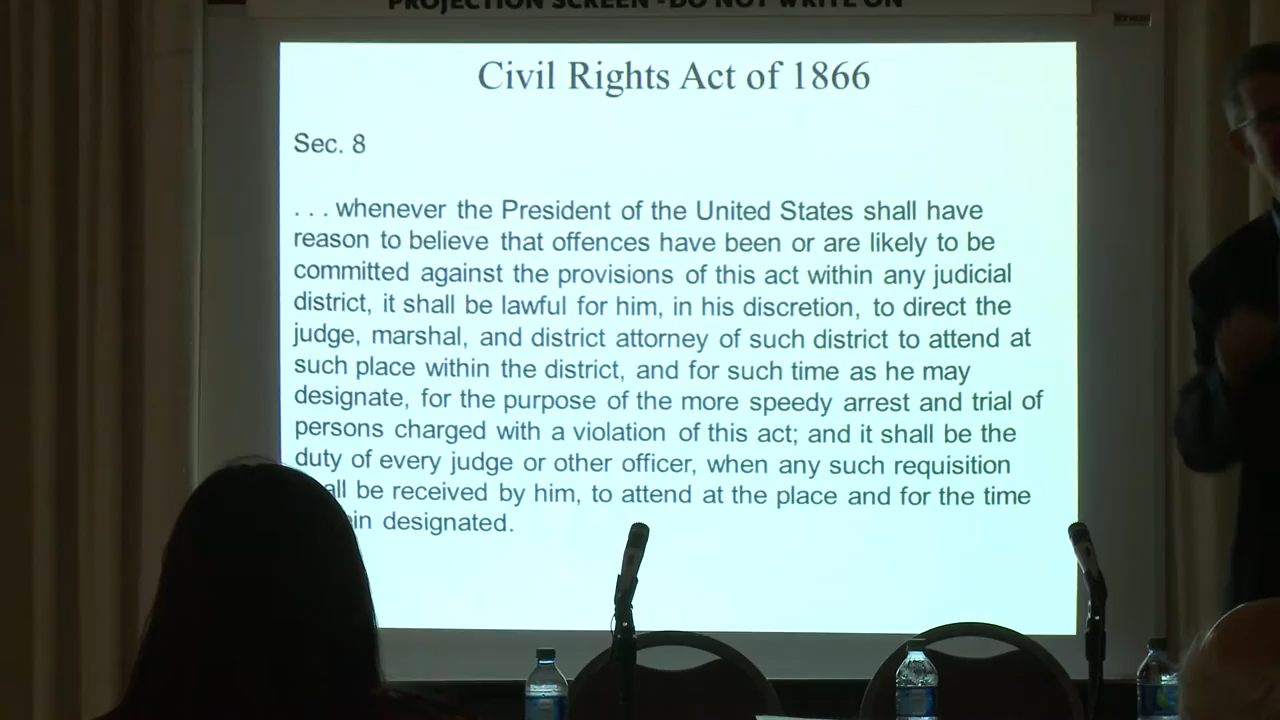 PROJECTION SCREEN - DO NOT WRITE ON
Civil Rights Act of 1866
Sec. 8
. . . whenever the President of the United States shall have
reason to believe that offences have been or are likely to be
committed against the provisions of this act within any judicial
district, it shall be lawful for him, in his discretion, to direct the
judge, marshal, and district attorney of such district to attend at
such place within the district, and for such time as he may
designate, for the purpose of the more speedy arrest and trial of
persons charged with a violation of this act; and it shall be the
duty of every judge or other officer, when any such requisition
all be received by him, to attend at the place and for the time
in designated.